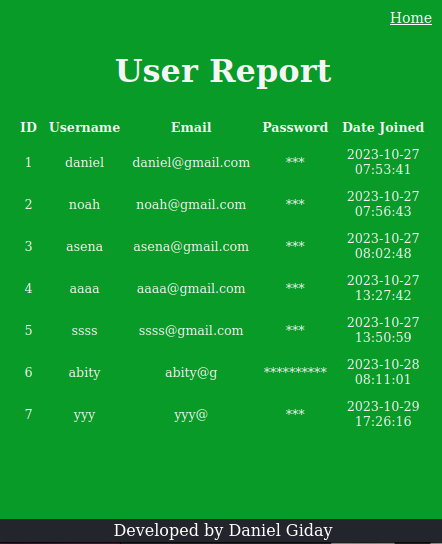 Home
User Report
ID Username Email Password Date Joined
1 daniel daniel@gmail.com *** 2023-10-27 07:53:41
2 noah noah@gmail.com *** 2023-10-27 07:56:43
3 asena asena@gmail.com *** 2023-10-27 08:02:48
4 aaaa aaaa@gmail.com *** 2023-10-27 13:27:42
5 ssss ssss@gmail.com *** 2023-10-27 13:50:59
6 abity abity@g ********** 2023-10-28 08:11:01
7 yyy yyy@ *** 2023-10-29 17:26:16
Developed by Daniel Giday